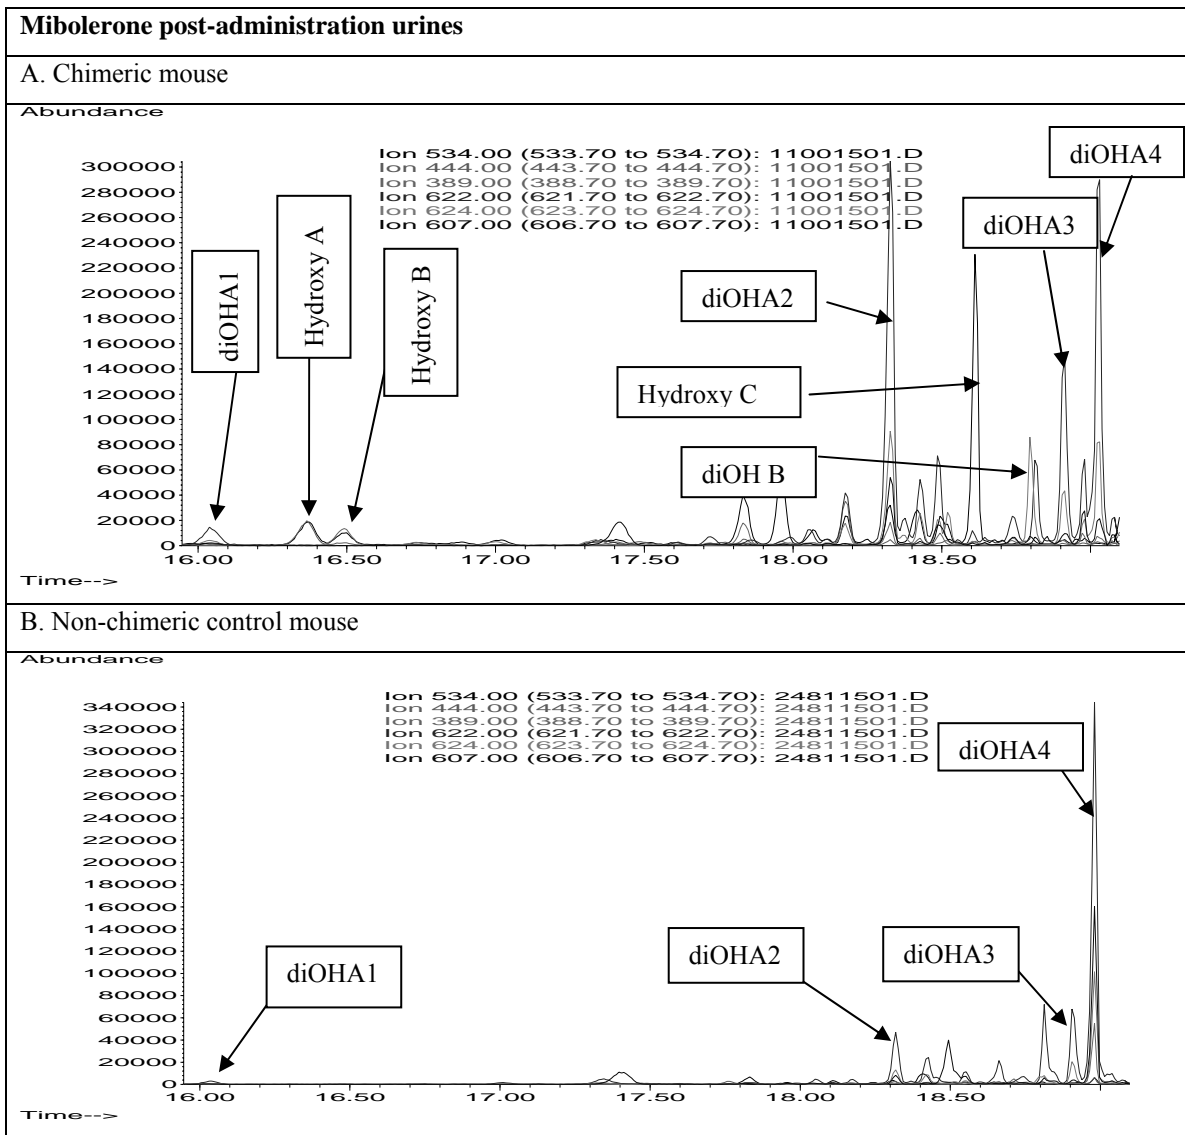 Mibolerone post-administration urines
A. Chimeric mouse
Abundance
Ion 534.00 (533.70 to 534.70): 11001501.D
Ion 444.00 (443.70 to 444.70): 11001501.D
Ion 389.00 (388.70 to 389.70): 11001501.D
Ion 622.00 (621.70 to 622.70): 11001501.D
Ion 624.00 (623.70 to 624.70): 11001501.D
Ion 607.00 (606.70 to 607.70): 11001501.D
300000
280000
260000
240000
220000
200000
180000
160000
140000
120000
100000
80000
60000
40000
20000
0
diOHA1
Hydroxy A
Hydroxy B
diOHA2
Hydroxy C
diOH B
diOHA3
diOHA4
16.00 16.50 17.00 17.50 18.00 18.50
Time-->
B. Non-chimeric control mouse
Abundance
Ion 534.00 (533.70 to 534.70): 24811501.D
Ion 444.00 (443.70 to 444.70): 24811501.D
Ion 389.00 (388.70 to 389.70): 24811501.D
Ion 622.00 (621.70 to 622.70): 24811501.D
Ion 624.00 (623.70 to 624.70): 24811501.D
Ion 607.00 (606.70 to 607.70): 24811501.D
340000
320000
300000
280000
260000
240000
220000
200000
180000
160000
140000
120000
100000
80000
60000
40000
20000
0
diOHA1
diOHA2
diOHA3
diOHA4
16.00 16.50 17.00 17.50 18.00 18.50
Time-->